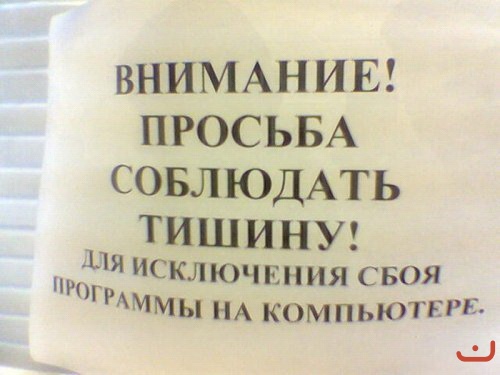 ВНИМАНИЕ!
ПРОСЬБА
СОБЛЮДАТЬ
ТИШИНУ!
ДЛЯ ИСКЛЮЧЕНИЯ СБОЯ
ПРОГРАММЫ НА КОМПЬЮТЕРЕ.